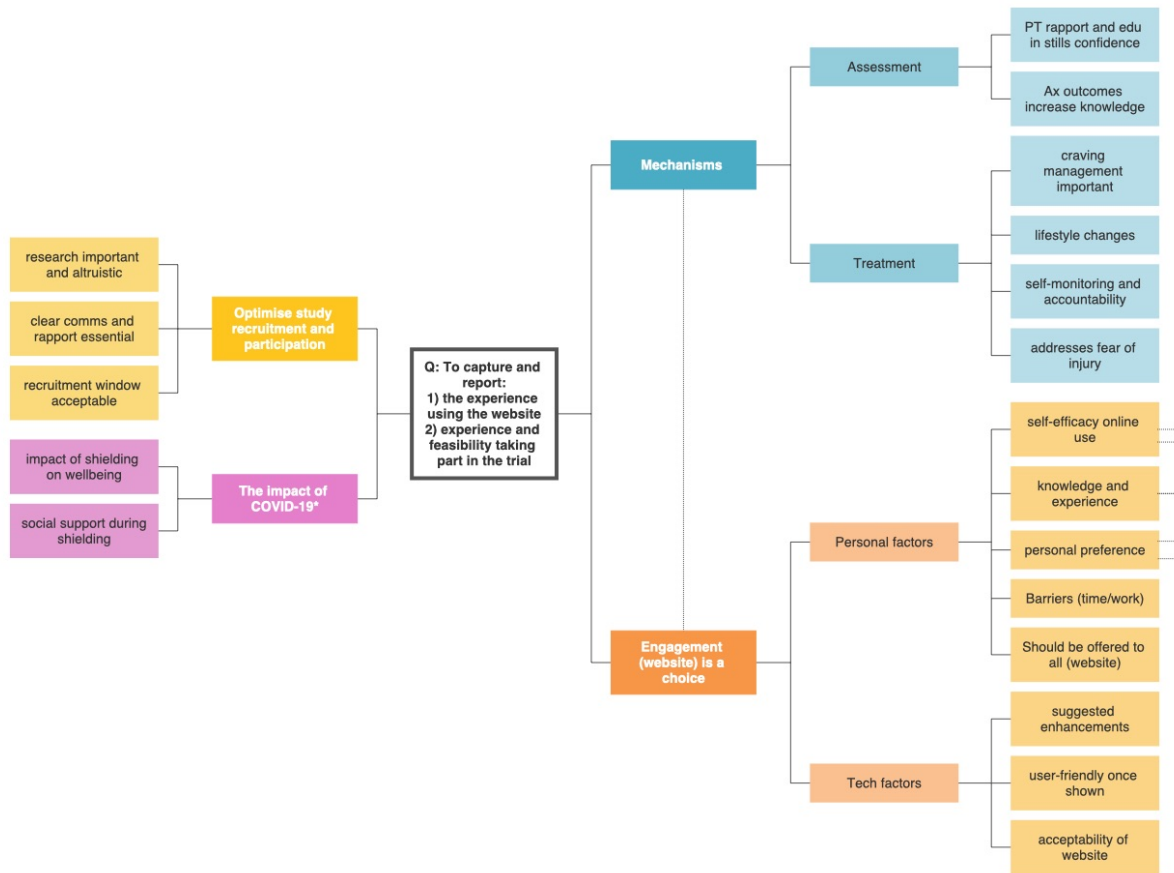 research important
and altruistic
clear comms and
rapport essential
recruitment window
acceptable
impact of shielding
on wellbeing
social support during
shielding
Optimise study
recruitment and
participation
The impact of
COVID-19*
Q: To capture and
report:
1) the experience
using the website
2) experience and
feasibility taking
part in the trial
Mechanisms
Engagement
(website) is a
choice
Assessment
Treatment
Personal factors
Tech factors
PT rapport and edu
in stills confidence
Ax outcomes
increase knowledge
craving
management
important
lifestyle changes
self-monitoring and
accountability
addresses fear of
injury
self-efficacy online
use
knowledge and
experience
personal preference
Barriers (time/work)
Should be offered to
all (website)
suggested
enhancements
user-friendly once
shown
acceptability of
website